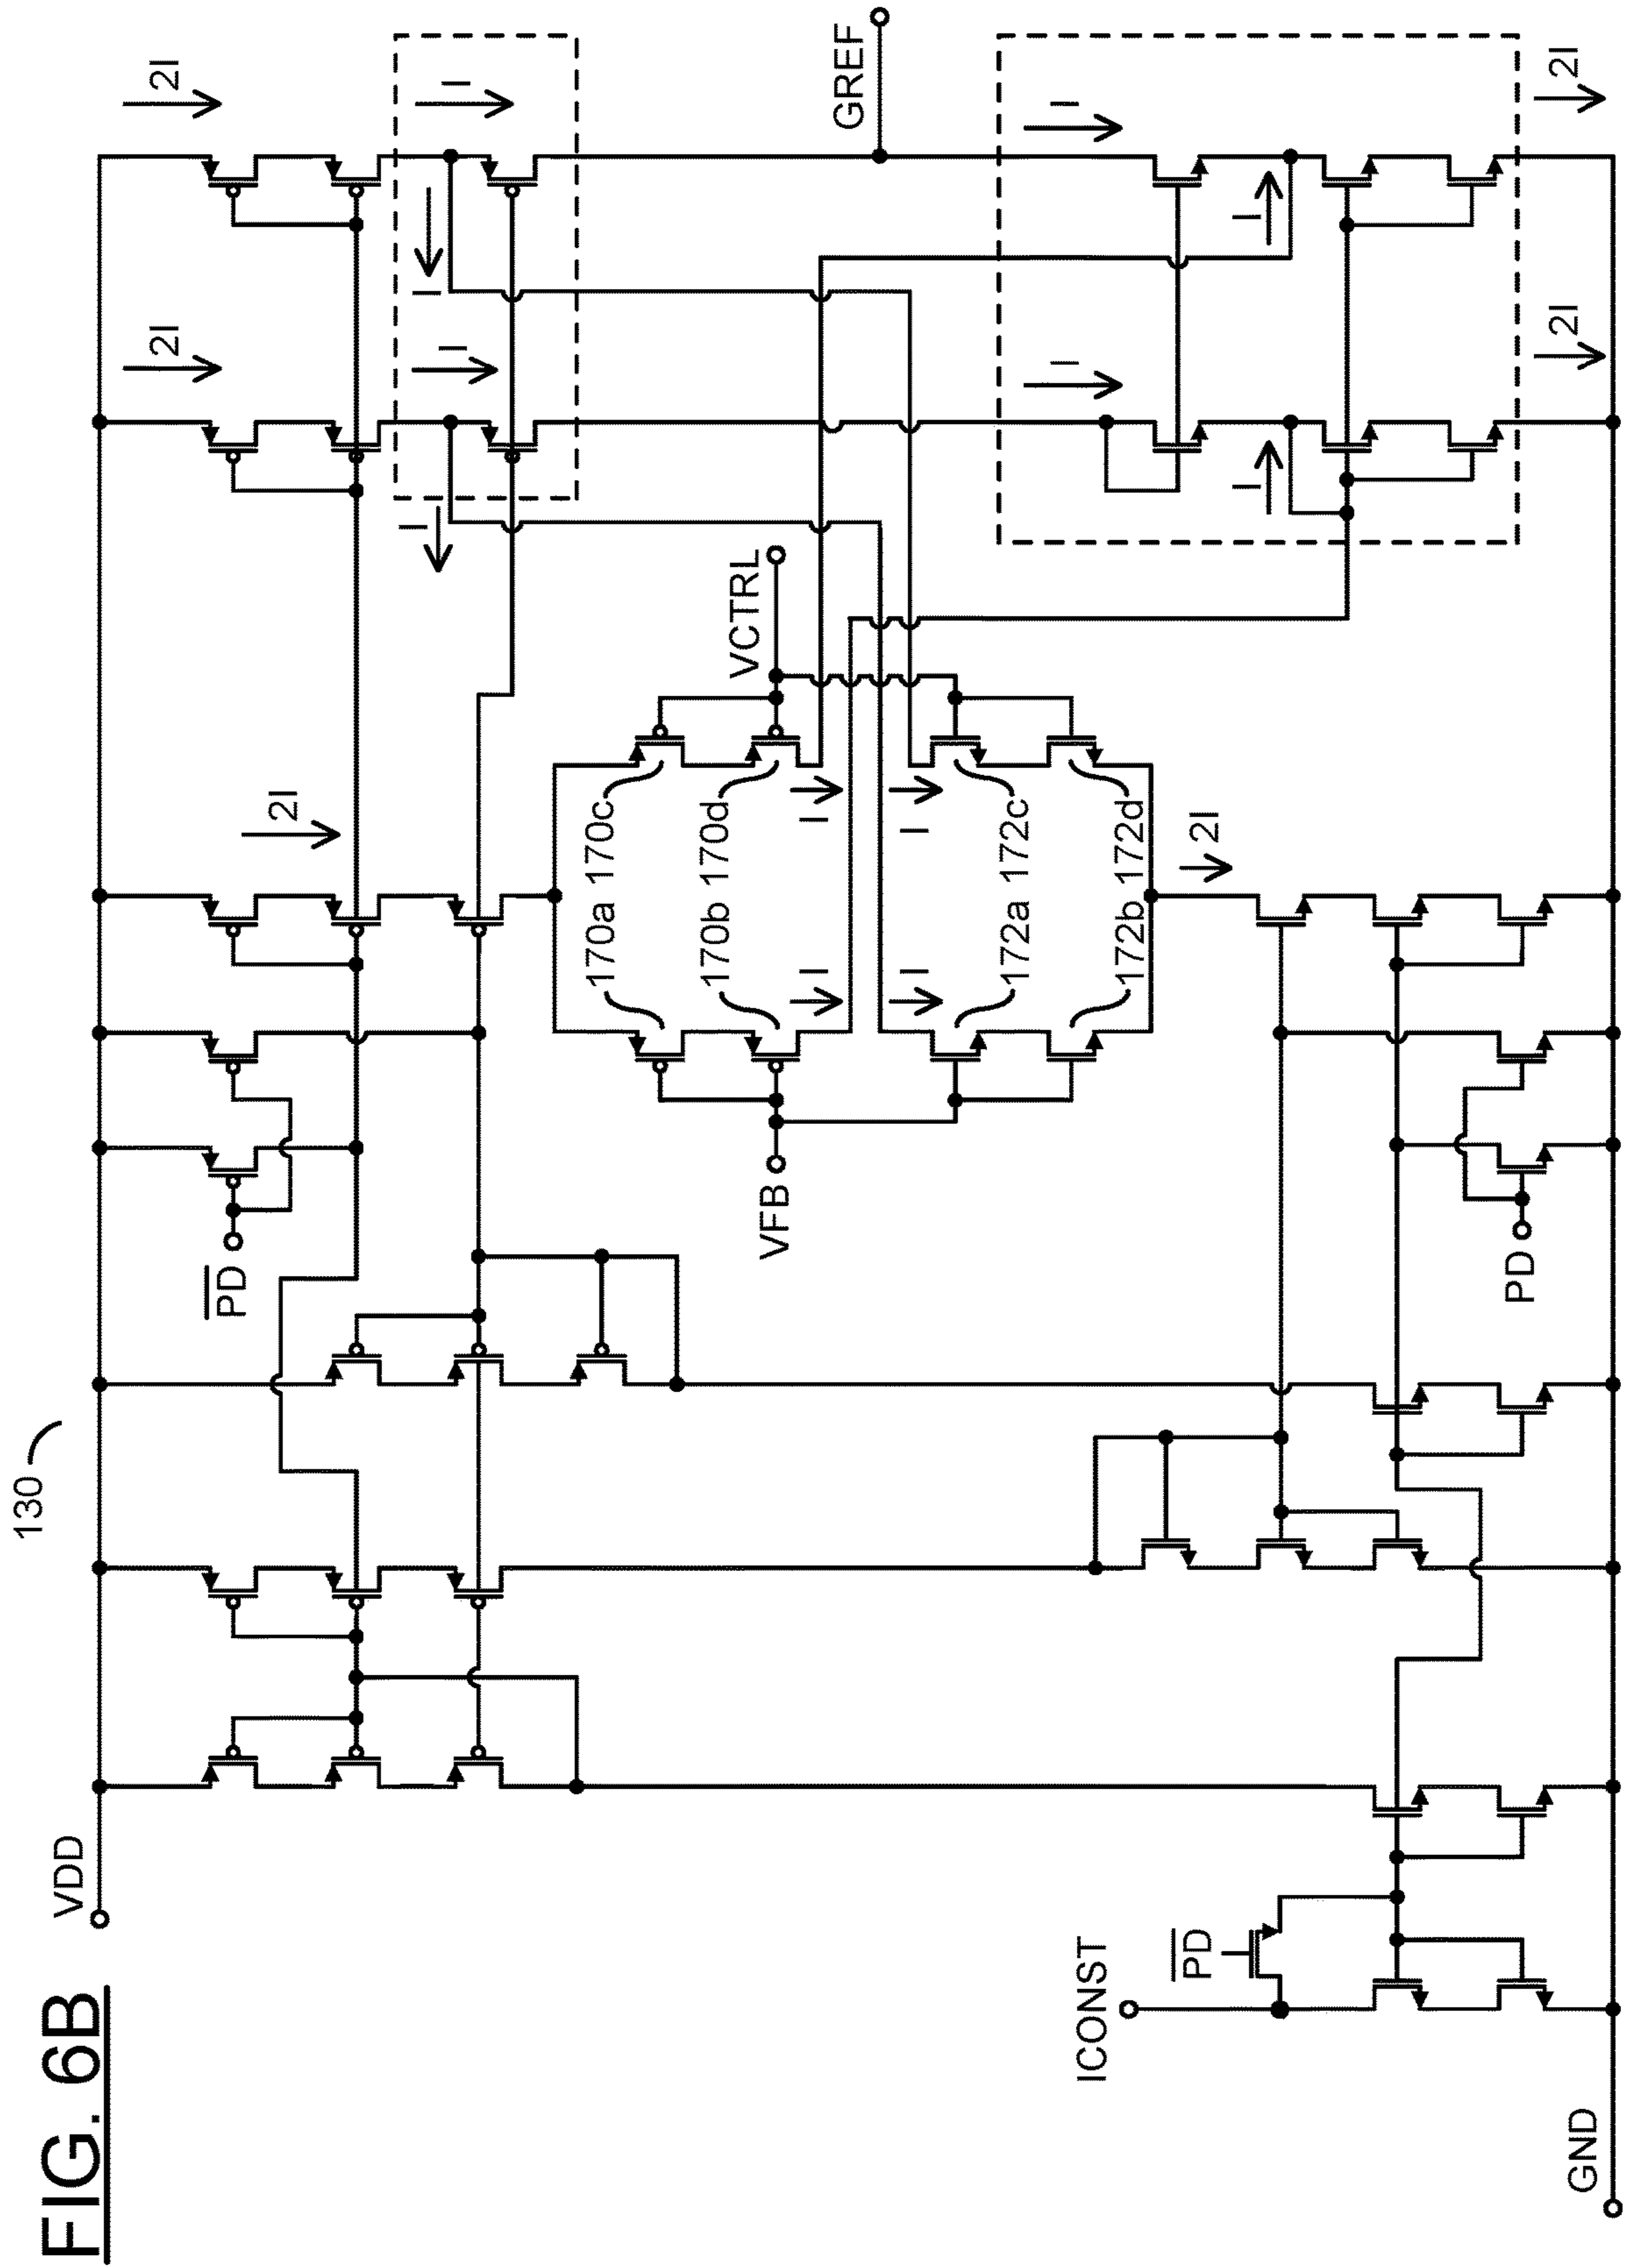 FIG. 6B
130
VDD
2I
2I
2I
I
I
I
I
PD
GREF
VCTRL
VFB
170a 170c
170b 170d
I
I
I
I
172a 172c
172b 172d
2I
I
I
I
I
2I
2I
ICONST
PD
PD
GND